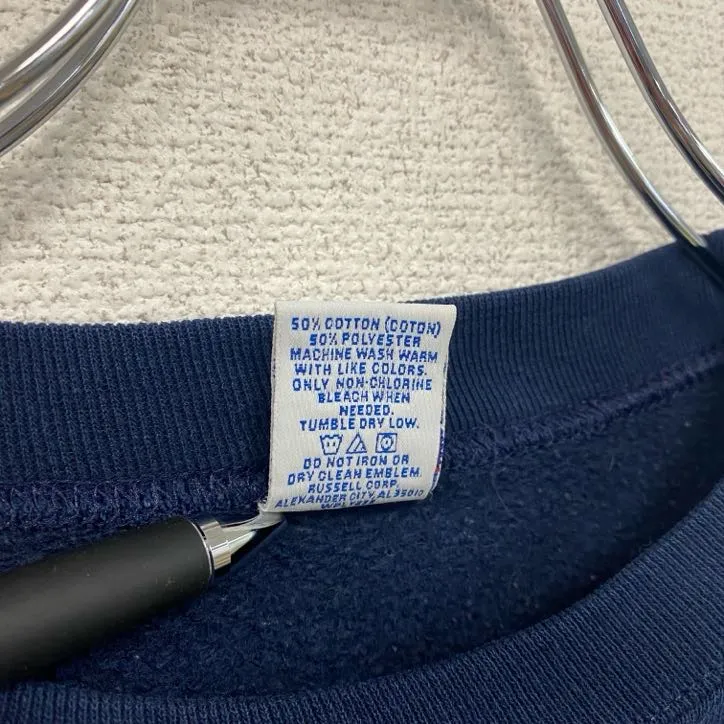 50% COTTON (COTON)
50% POLYESTER
MACHINE WASH WARM
WITH LIKE COLORS.
ONLY NON-CHLORINE
BLEACH WHEN
NEEDED.
TUMBLE DRY LOW.
DO NOT IRON OR
DRY CLEAN EMBLEM.
RUSSELL CORP.
ALEXANDER CITY, AL 35010